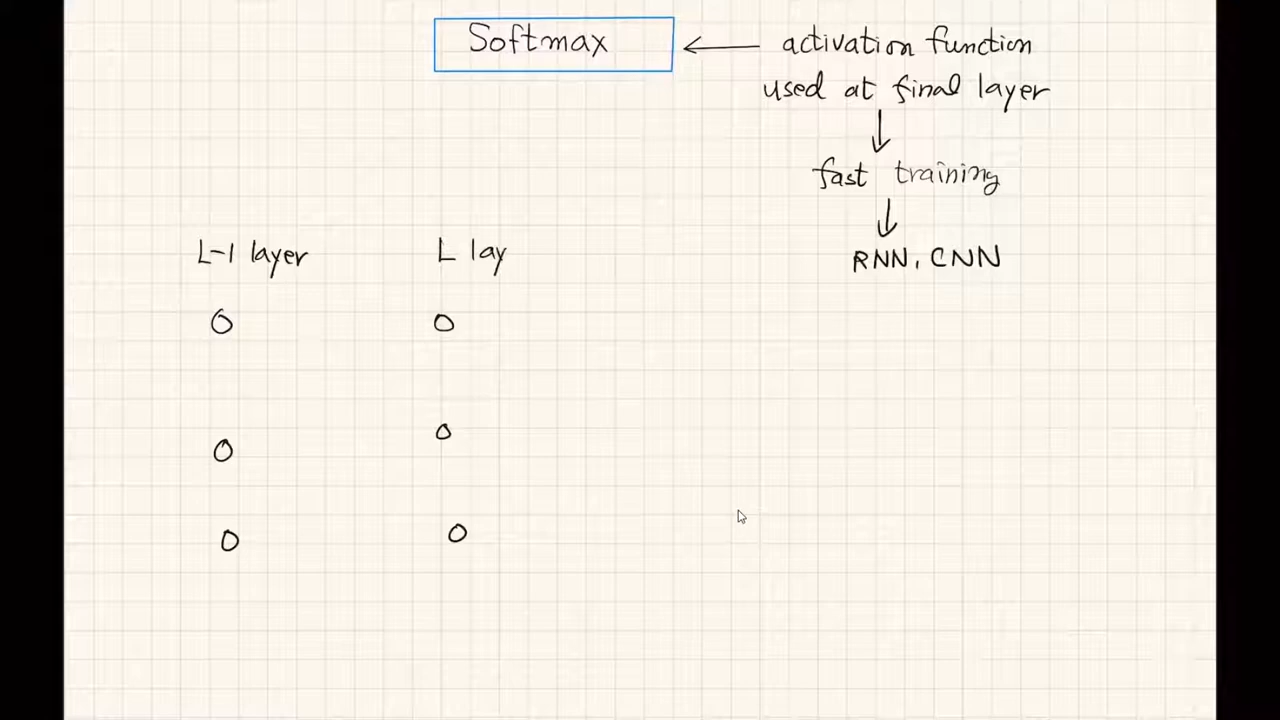 Softmax
activation function
used at final layer
fast training
RNN, CNN
L-1 layer
L lay